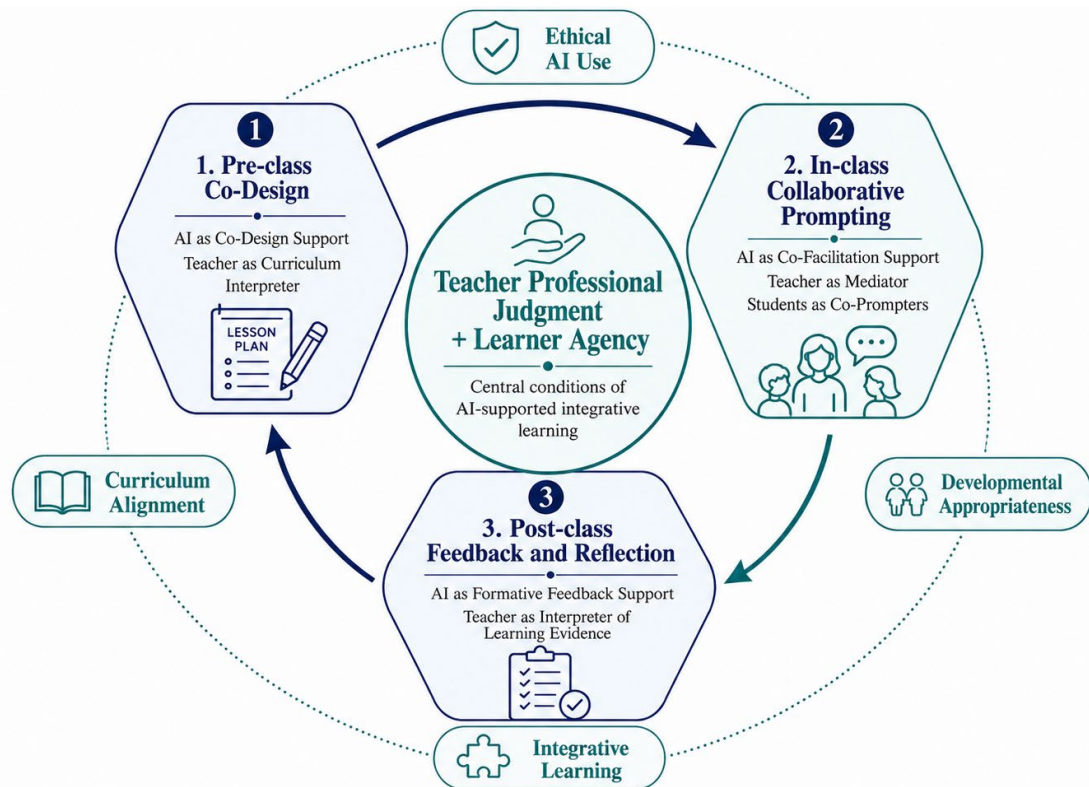 Ethical
AI Use
1
1. Pre-class
Co-Design
AI as Co-Design Support
Teacher as Curriculum
Interpreter
LESSON
PLAN
2
2. In-class
Collaborative
Prompting
AI as Co-Facilitation Support
Teacher as Mediator
Students as Co-Prompters
Teacher Professional
Judgment
+ Learner Agency
Central conditions of
AI-supported integrative
learning
Curriculum
Alignment
Developmental
Appropriateness
3
3. Post-class
Feedback and Reflection
AI as Formative Feedback Support
Teacher as Interpreter of
Learning Evidence
Integrative
Learning